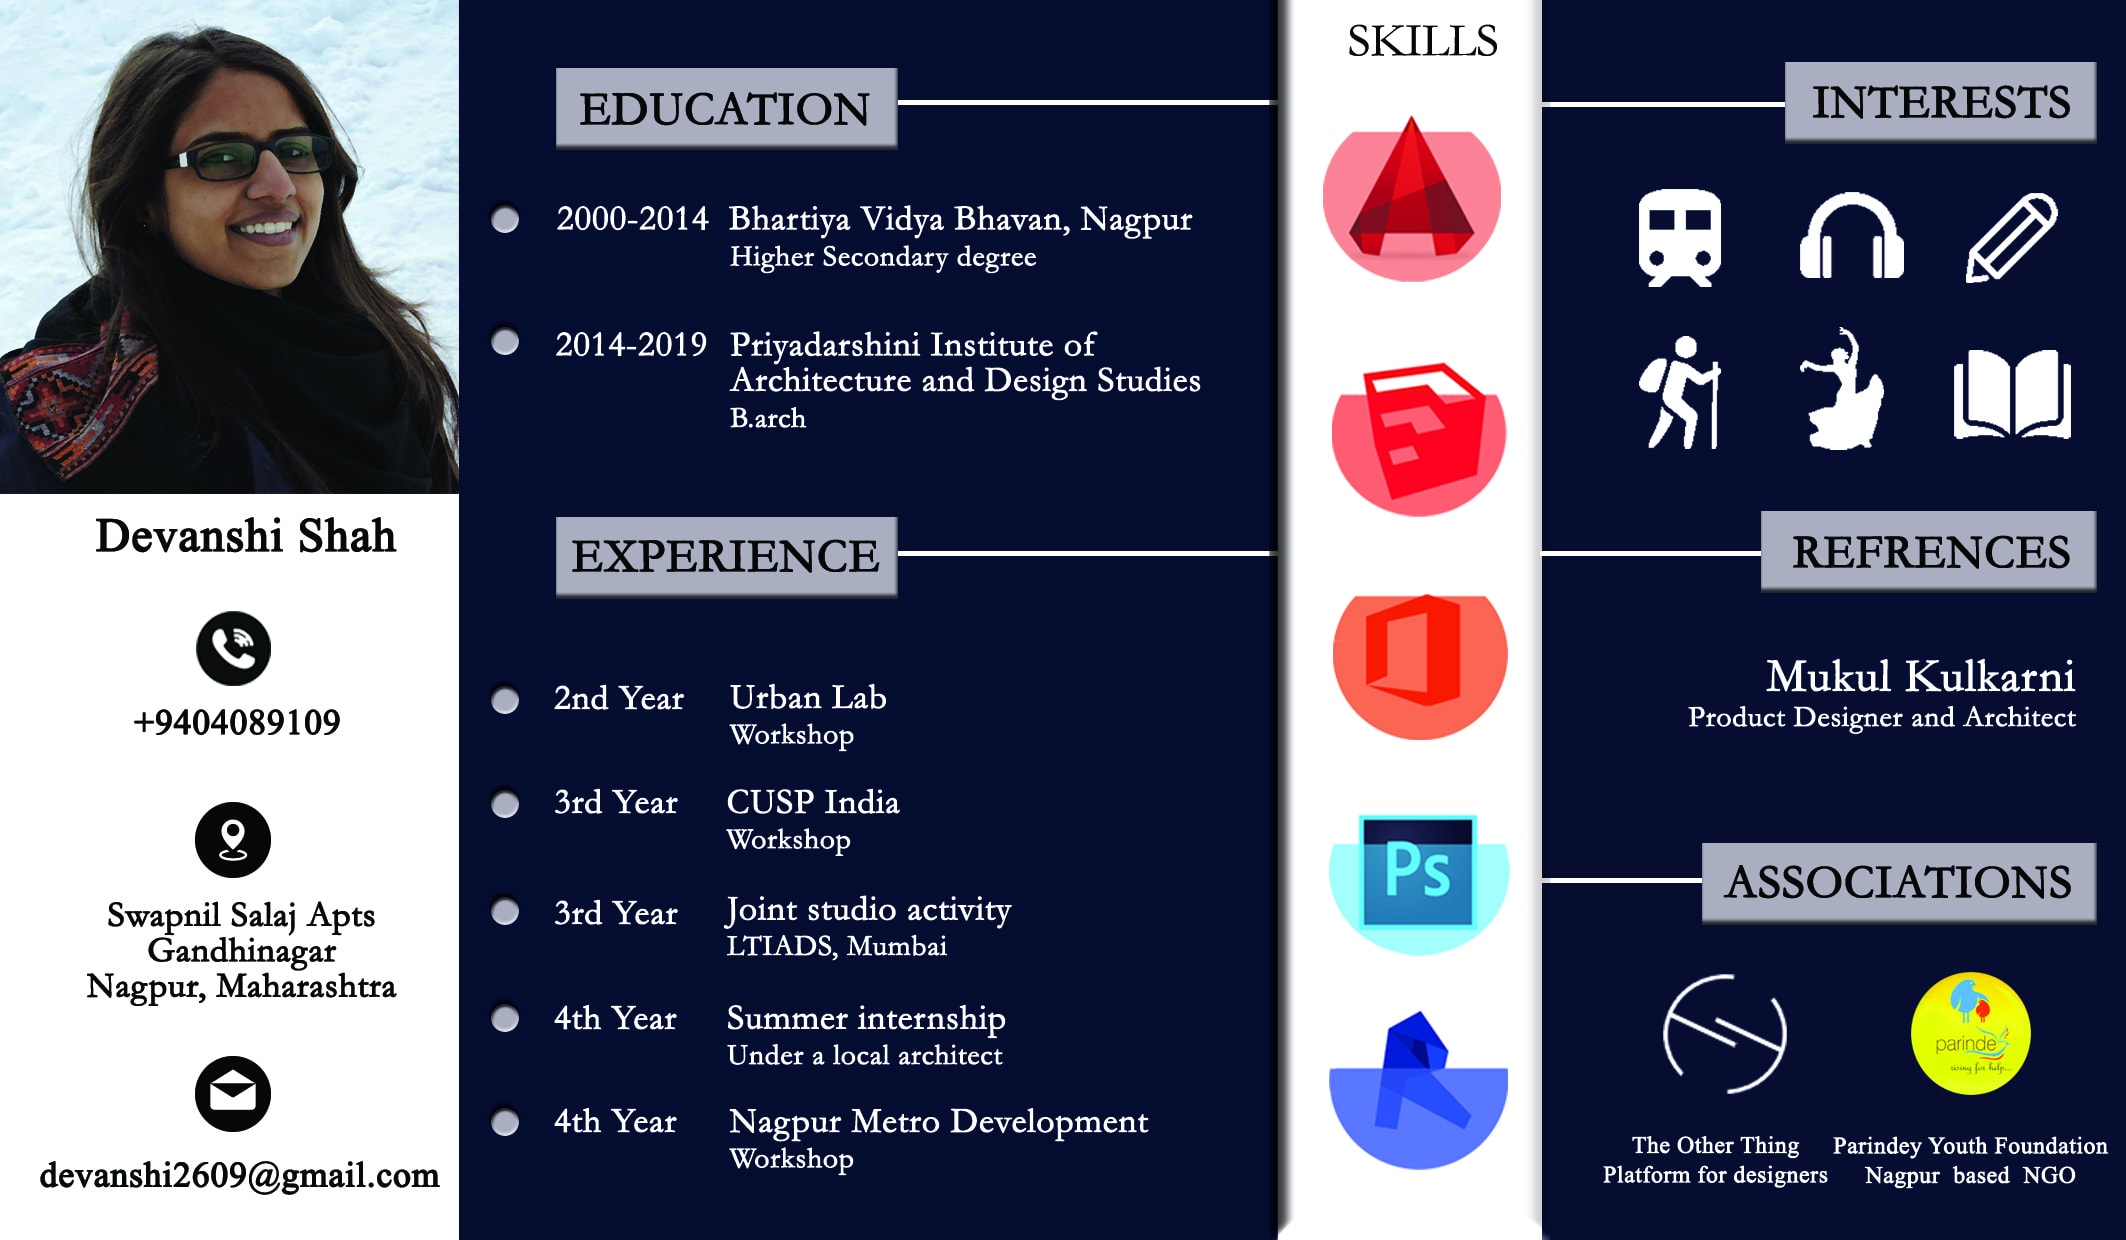 Devanshi Shah
+9404089109
Swapnil Salaj Apts
Gandhinagar
Nagpur, Maharashtra
devanshi2609@gmail.com
EDUCATION
2000-2014 Bhartiya Vidya Bhavan, Nagpur
Higher Secondary degree
2014-2019 Priyadarshini Institute of
Architecture and Design Studies
B.arch
EXPERIENCE
2nd Year Urban Lab
Workshop
3rd Year CUSP India
Workshop
3rd Year Joint studio activity
LTIADS, Mumbai
4th Year Summer internship
Under a local architect
4th Year Nagpur Metro Development
Workshop
SKILLS
Ps
INTERESTS
REFRENCES
Mukul Kulkarni
Product Designer and Architect
ASSOCIATIONS
The Other Thing
Platform for designers
parinde
rising for help...
Parindey Youth Foundation
Nagpur based NGO